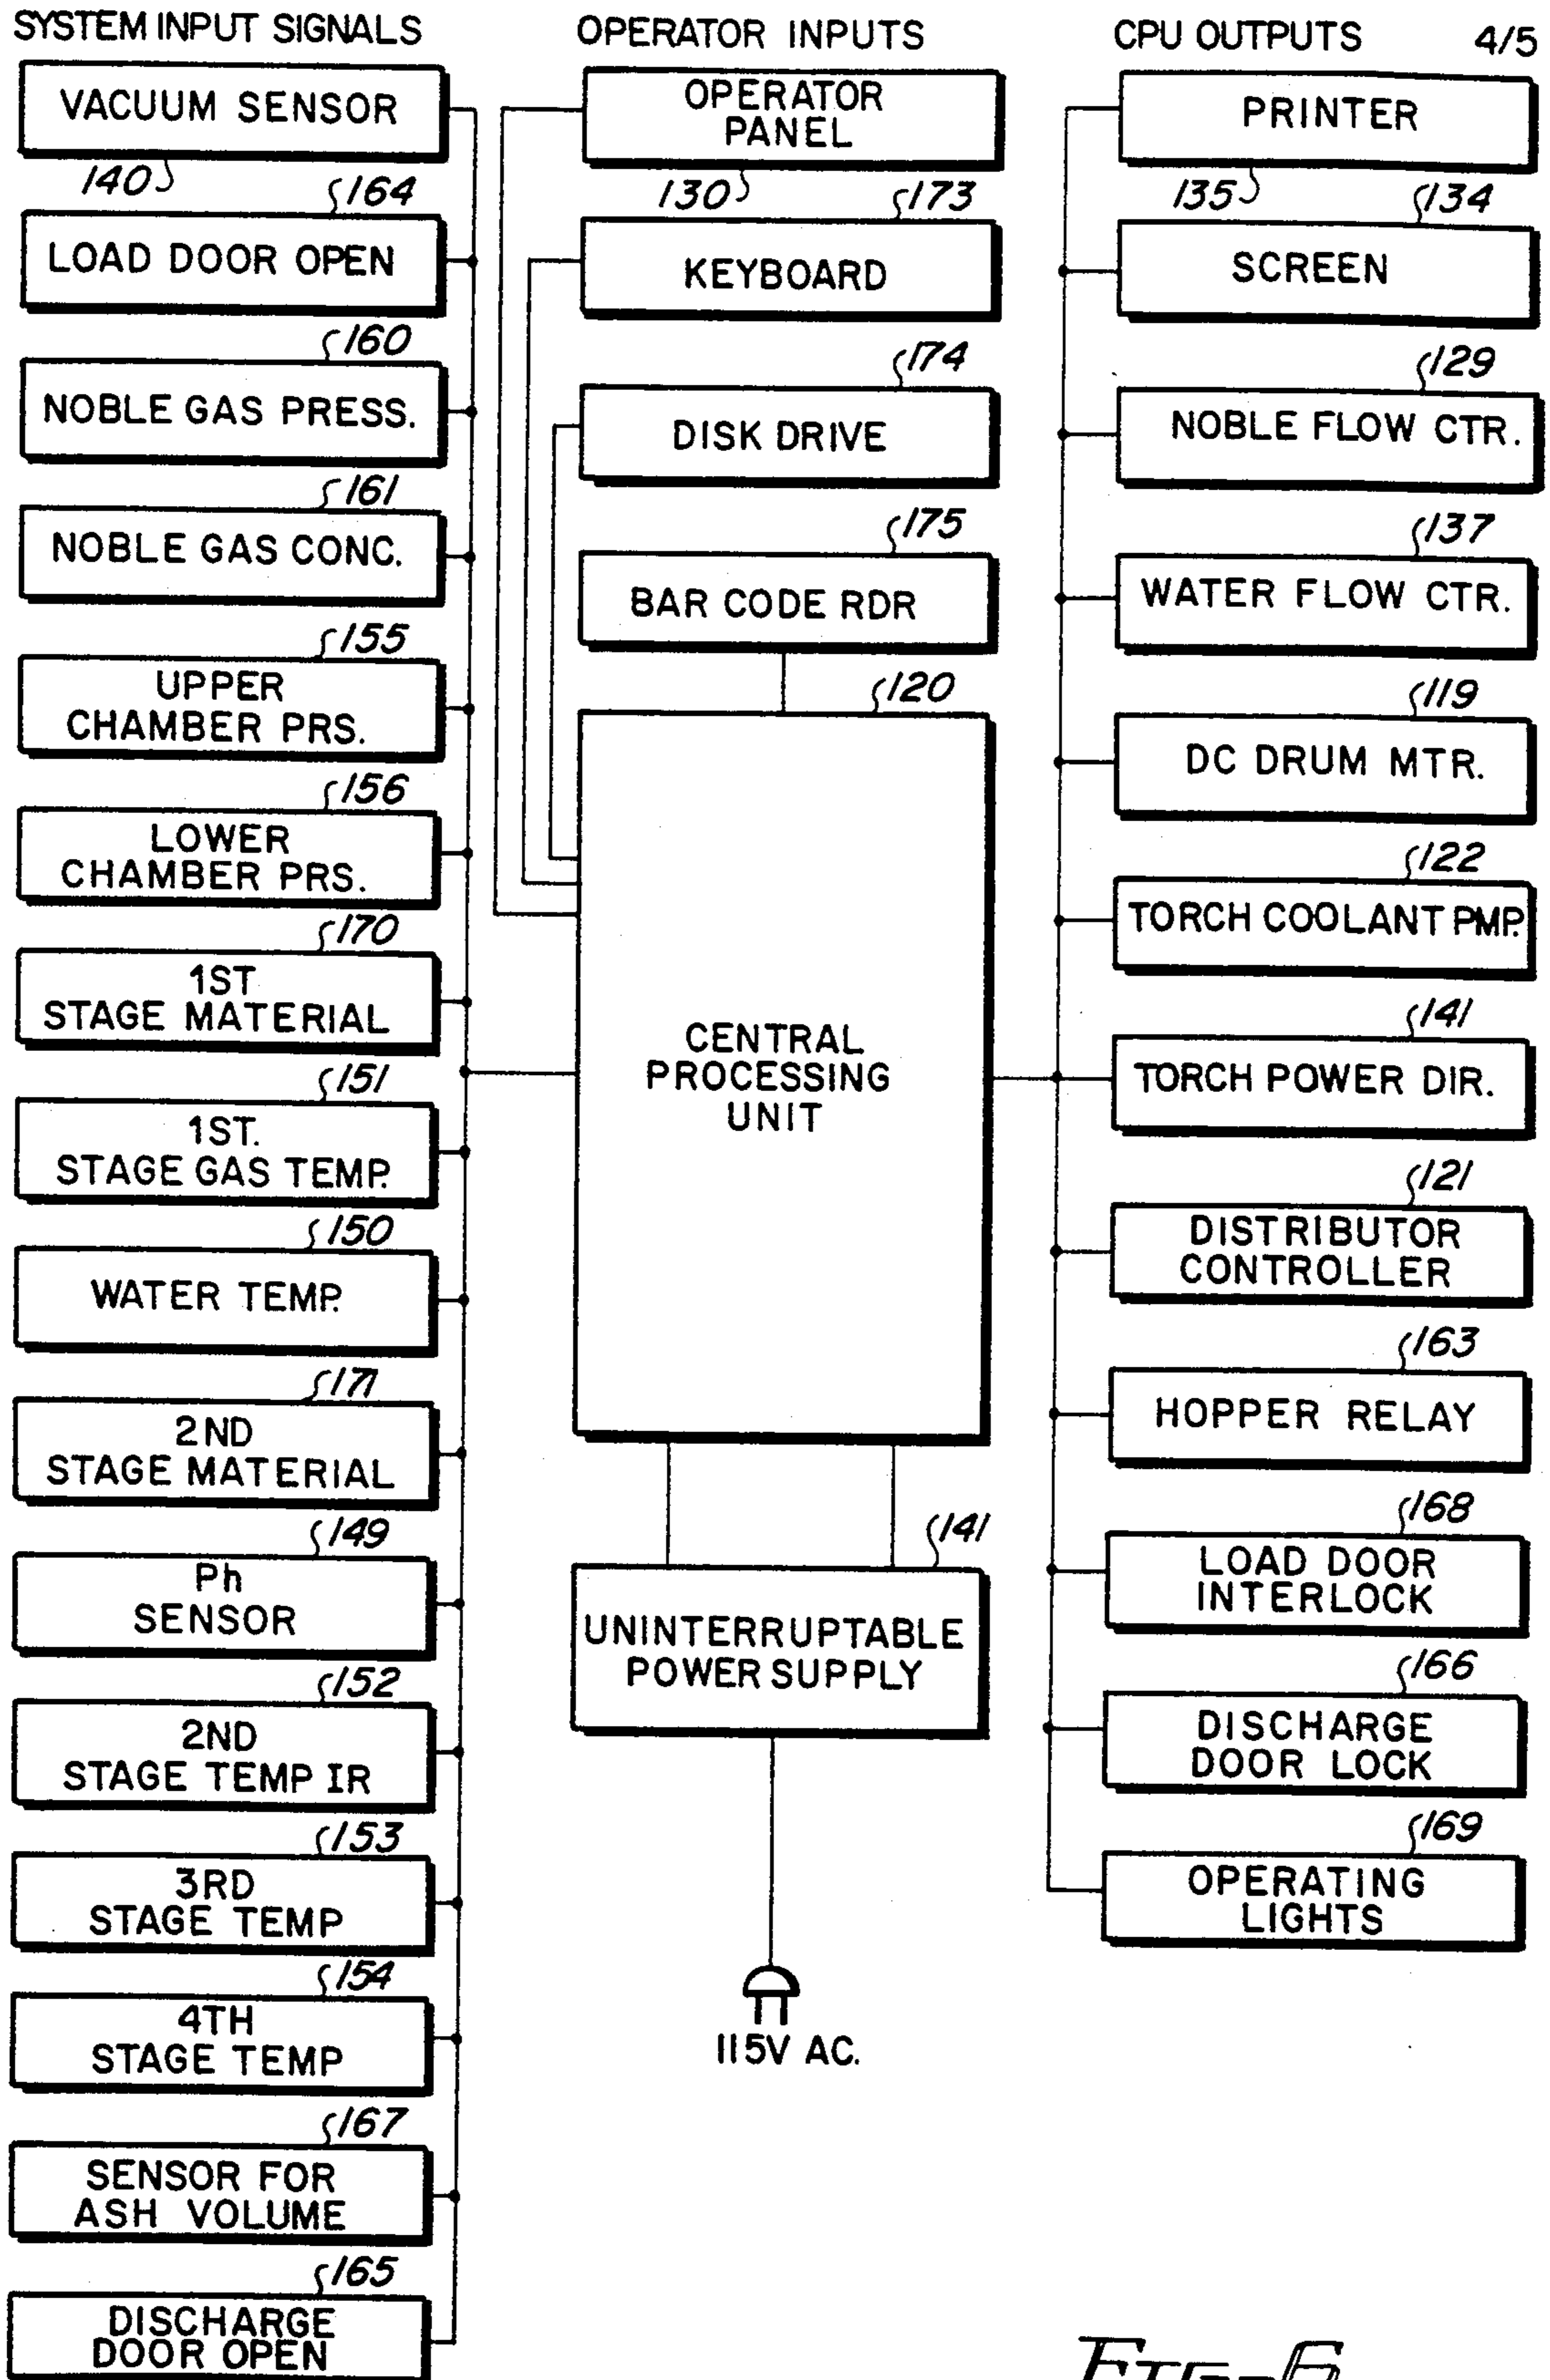 SYSTEM INPUT SIGNALS
VACUUM SENSOR
140
164
LOAD DOOR OPEN
160
NOBLE GAS PRESS.
161
NOBLE GAS CONC.
155
UPPER
CHAMBER PRS.
156
LOWER
CHAMBER PRS.
170
1ST
STAGE MATERIAL
151
1ST.
STAGE GAS TEMP.
150
WATER TEMP.
171
2ND
STAGE MATERIAL
149
Ph
SENSOR
152
2ND
STAGE TEMP IR
153
3RD
STAGE TEMP
154
4TH
STAGE TEMP
167
SENSOR FOR
ASH VOLUME
165
DISCHARGE
DOOR OPEN
OPERATOR INPUTS
OPERATOR
PANEL
130
173
KEYBOARD
174
DISK DRIVE
175
BAR CODE RDR
120
CENTRAL
PROCESSING
UNIT
141
UNINTERRUPTABLE
POWER SUPPLY
115V AC.
CPU OUTPUTS
4/5
PRINTER
135
134
SCREEN
129
NOBLE FLOW CTR.
137
WATER FLOW CTR.
119
DC DRUM MTR.
122
TORCH COOLANT PMP.
141
TORCH POWER DIR.
121
DISTRIBUTOR
CONTROLLER
163
HOPPER RELAY
168
LOAD DOOR
INTERLOCK
166
DISCHARGE
DOOR LOCK
169
OPERATING
LIGHTS